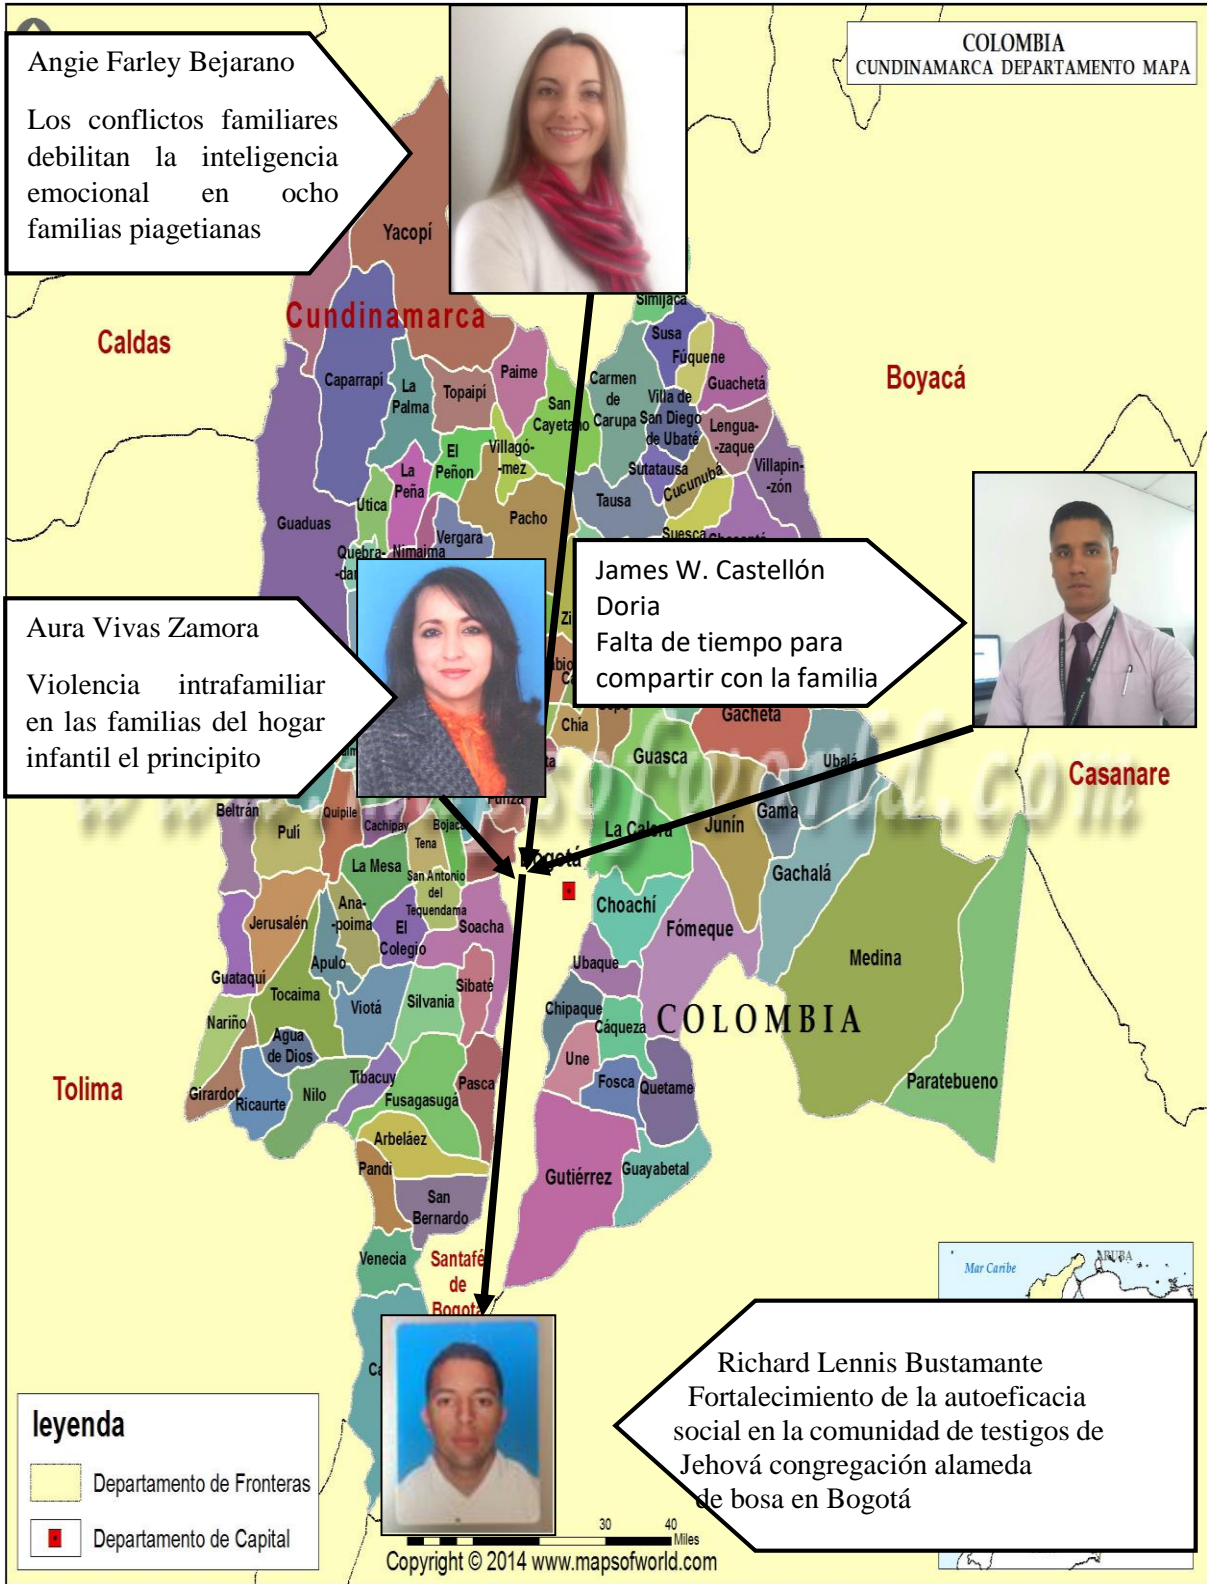 COLOMBIA
CUNDINAMARCA DEPARTAMENTO MAPA
Angie Farley Bejarano
Los conflictos familiares
debilitan la inteligencia
emocional en ocho
familias piagetianas
Yacopí
Cundinamarca
Caldas
Boyacá
Simijaca
Susa
Fúquene
Guachetá
Caparrapí
La
Palma
Topaipí
Paime
San
Cayetano
Carmen
de
Carupa
Villa de
San Diego
de Ubaté
Lengua-
-zaque
Villagó-
-mez
El
Peñon
La
Peña
Sutatausa
Cucunubá
Villapin-
-zón
Utica
Tausa
Guaduas
Pacho
Vergara
Suesca
Quebra-
Nimaima
James W. Castellón
Doria
Falta de tiempo para
compartir con la familia
Aura Vivas Zamora
Violencia intrafamiliar
en las familias del hogar
infantil el principito
Chía
Gacheta
Guasca
Ubalá
Casanare
www.mapsofworld.com
Beltrán
Pulí
Quipile
Cachipay
Bojaca
Tena
Funza
La Calera
Junín
Gama
Gachalá
La Mesa
San Antonio
del
Tequendama
Bogotá
Choachí
Jerusalén
Ana-
-poima
El
Colegio
Soacha
Fómeque
Medina
Guataquí
Apulo
Tocaima
Viotá
Silvania
Sibaté
Ubaque
Chipaque
Cáqueza
COLOMBIA
Nariño
Agua
de Dios
Une
Fosca
Quetame
Paratebueno
Tolima
Girardot
Ricaurte
Nilo
Tibacuy
Fusagasugá
Pasca
Arbeláez
Pandi
San
Bernardo
Gutiérrez
Guayabetal
Venecia
Santafé
de
Bogotá
Mar Caribe
ARUBA
Richard Lennis Bustamante
Fortalecimiento de la autoeficacia
social en la comunidad de testigos de
Jehová congregación alameda
de bosa en Bogotá
leyenda
Departamento de Fronteras
Departamento de Capital
30 40
Miles
Copyright © 2014 www.mapsofworld.com